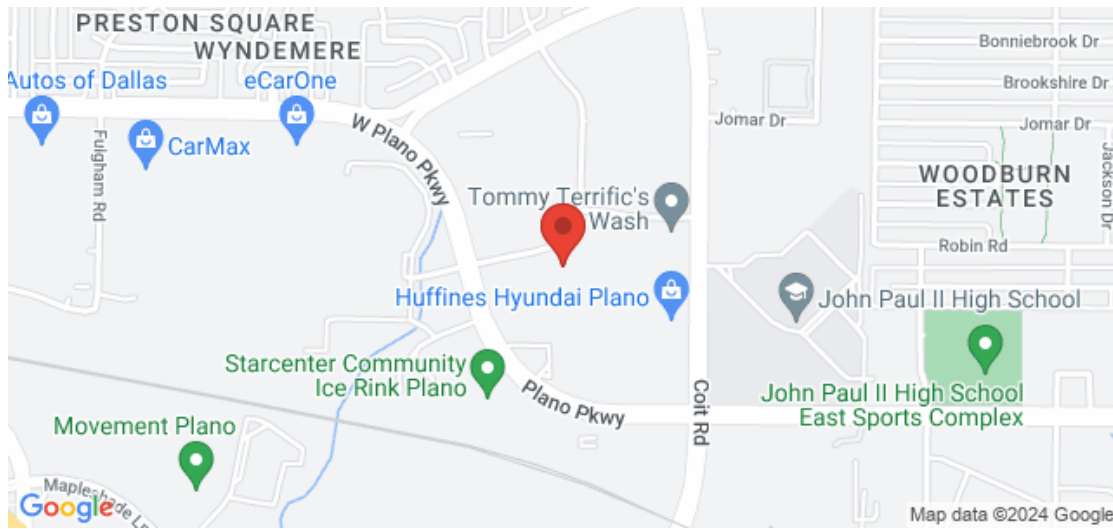 PRESTON SQUARE
WYNDEMERE
Bonniebrook Dr
Autos of Dallas
eCarOne
Brookshire Dr
CarMax
W Plano Pkwy
Jomar Dr
Jomar Dr
Fulgham Rd
Jackson Dr
WOODBURN
ESTATES
Tommy Terrific's
Wash
Robin Rd
Huffines Hyundai Plano
John Paul II High School
Starcenter Community
Ice Rink Plano
Plano Pkwy
Coit Rd
John Paul II High School
East Sports Complex
Movement Plano
Mapleshade Ln
Google
Map data ©2024 Google